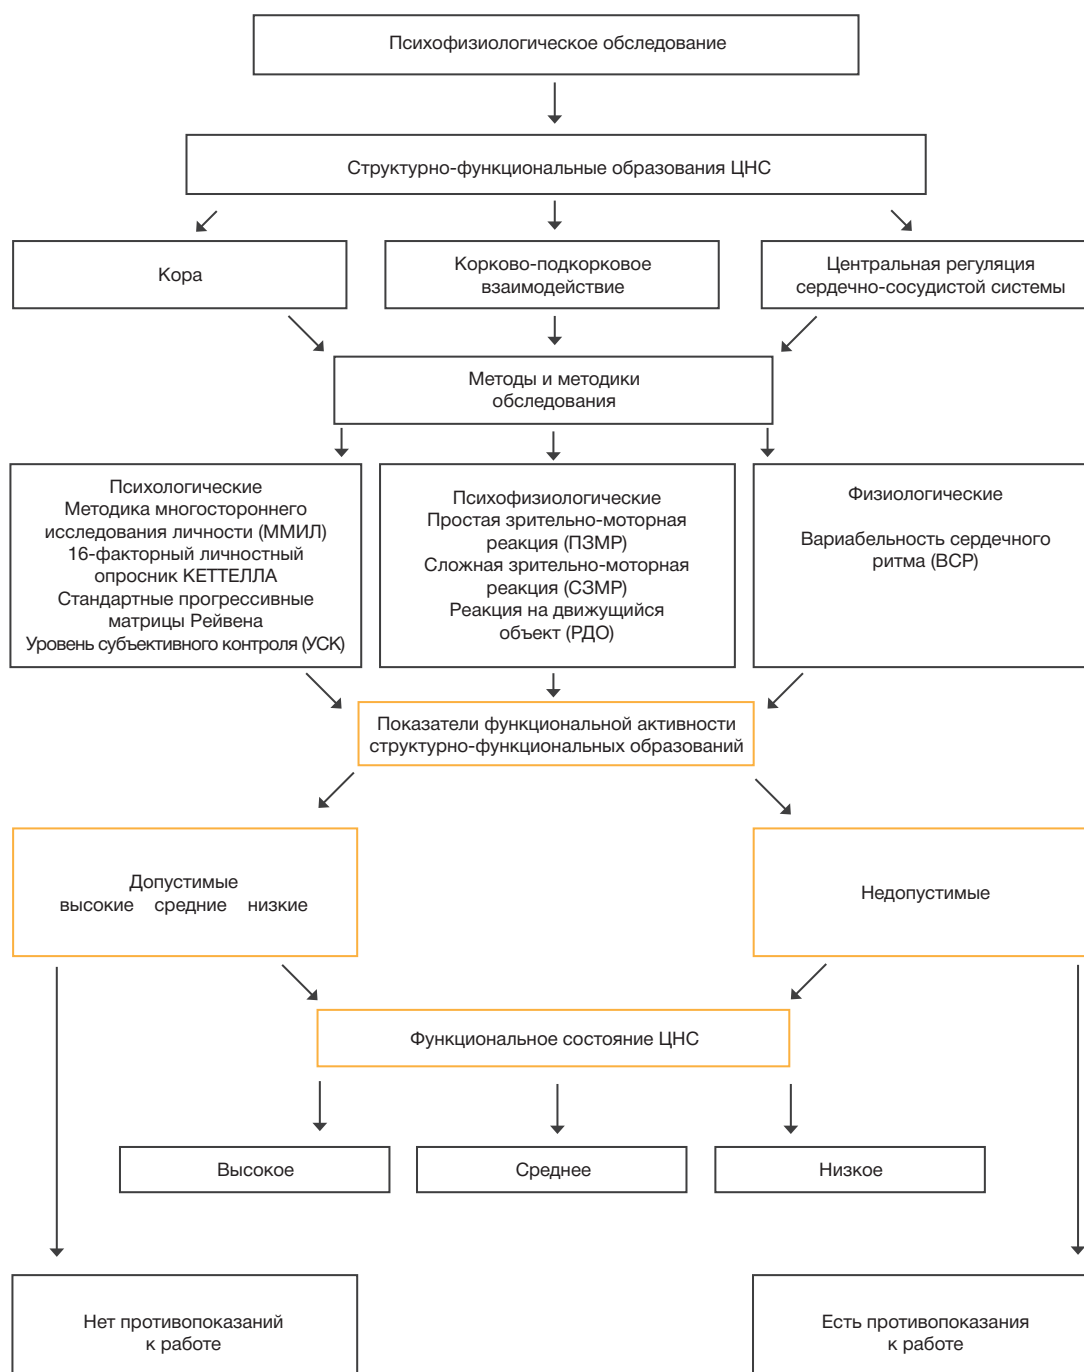 Психофизиологическое обследование
Структурно-функциональные образования ЦНС
Кора
Корково-подкорковое
взаимодействие
Центральная регуляция
сердечно-сосудистой системы
Методы и методики
обследования
Психологические
Методика многостороннего
исследования личности (ММИЛ)
16-факторный личностный
опросник КЕТТЕЛЛА
Стандартные прогрессивные
матрицы Рейвена
Уровень субъективного контроля (УСК)
Психофизиологические
Простая зрительно-моторная
реакция (ПЗМР)
Сложная зрительно-моторная
реакция (СЗМР)
Реакция на движущийся
объект (РДО)
Физиологические
Вариабельность сердечного
ритма (ВСР)
Показатели функциональной активности
структурно-функциональных образований
Допустимые
высокие средние низкие
Недопустимые
Функциональное состояние ЦНС
Высокое
Среднее
Низкое
Нет противопоказаний
к работе
Есть противопоказания
к работе